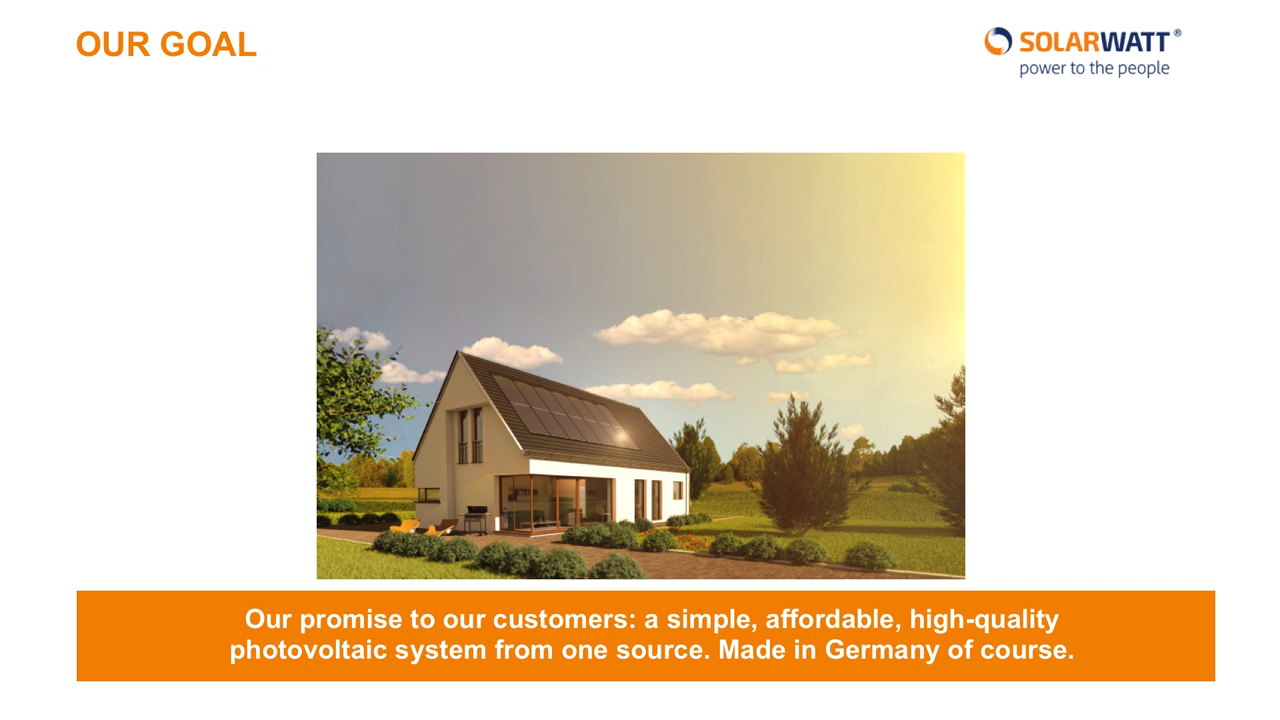 OUR GOAL
SOLARWATT®
power to the people
Our promise to our customers: a simple, affordable, high-quality
photovoltaic system from one source. Made in Germany of course.